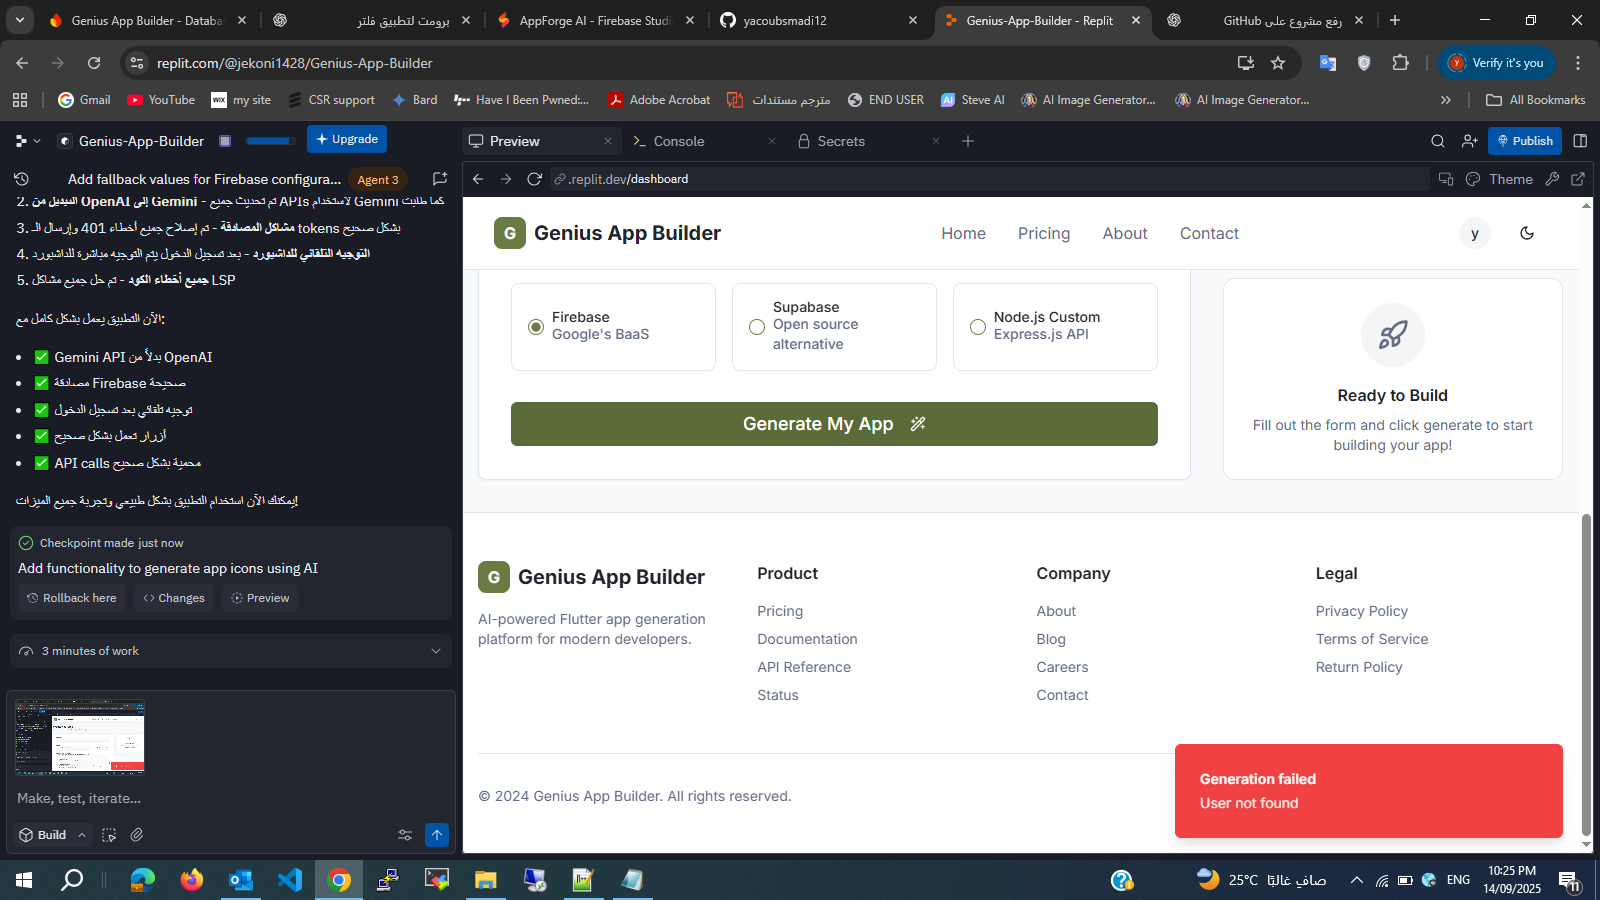 Genius App Builder - Databas
برومت لتطبيق فلتر
AppForge AI - Firebase Studio
yacoubsmadi12
Genius-App-Builder - Replit
رفع مشروع على GitHub
replit.com/@jekoni1428/Genius-App-Builder
Verify it's you
Gmail
YouTube
my site
CSR support
Bard
Have I Been Pwned:...
Adobe Acrobat
مترجم مستندات
END USER
Steve AI
AI Image Generator...
AI Image Generator...
All Bookmarks
Genius-App-Builder
Upgrade
Preview
Console
Secrets
Publish
Add fallback values for Firebase configura...
Agent 3
.replit.dev/dashboard
Theme
2. التبديل من OpenAI إلى Gemini - تم تحديث جميع APIs لاستخدام Gemini كما طلبت
3. مشاكل المصادقة - تم إصلاح جميع أخطاء 401 وإرسال الـ tokens بشكل صحيح
4. التوجيه التلقائي للداشبورد - بعد تسجيل الدخول يتم التوجيه مباشرة للداشبورد
5. جميع أخطاء الكود - تم حل جميع مشاكل LSP
الآن التطبيق يعمل بشكل كامل مع:
✅ Gemini API بدلاً من OpenAI
✅ مصادقة Firebase صحيحة
✅ توجيه تلقائي بعد تسجيل الدخول
✅ أزرار تعمل بشكل صحيح
✅ API calls محمية بشكل صحيح
يمكنك الآن استخدام التطبيق بشكل طبيعي وتجربة جميع الميزات!
Checkpoint made just now
Add functionality to generate app icons using AI
Rollback here
Changes
Preview
3 minutes of work
Make, test, iterate...
Build
G Genius App Builder
Home
Pricing
About
Contact
y
Firebase
Google's BaaS
Supabase
Open source
alternative
Node.js Custom
Express.js API
Generate My App
Ready to Build
Fill out the form and click generate to start
building your app!
G Genius App Builder
AI-powered Flutter app generation
platform for modern developers.
Product
Pricing
Documentation
API Reference
Status
Company
About
Blog
Careers
Contact
Legal
Privacy Policy
Terms of Service
Return Policy
© 2024 Genius App Builder. All rights reserved.
Generation failed
User not found
25°C صافٍ غالبًا
ENG
10:25 PM
14/09/2025
11